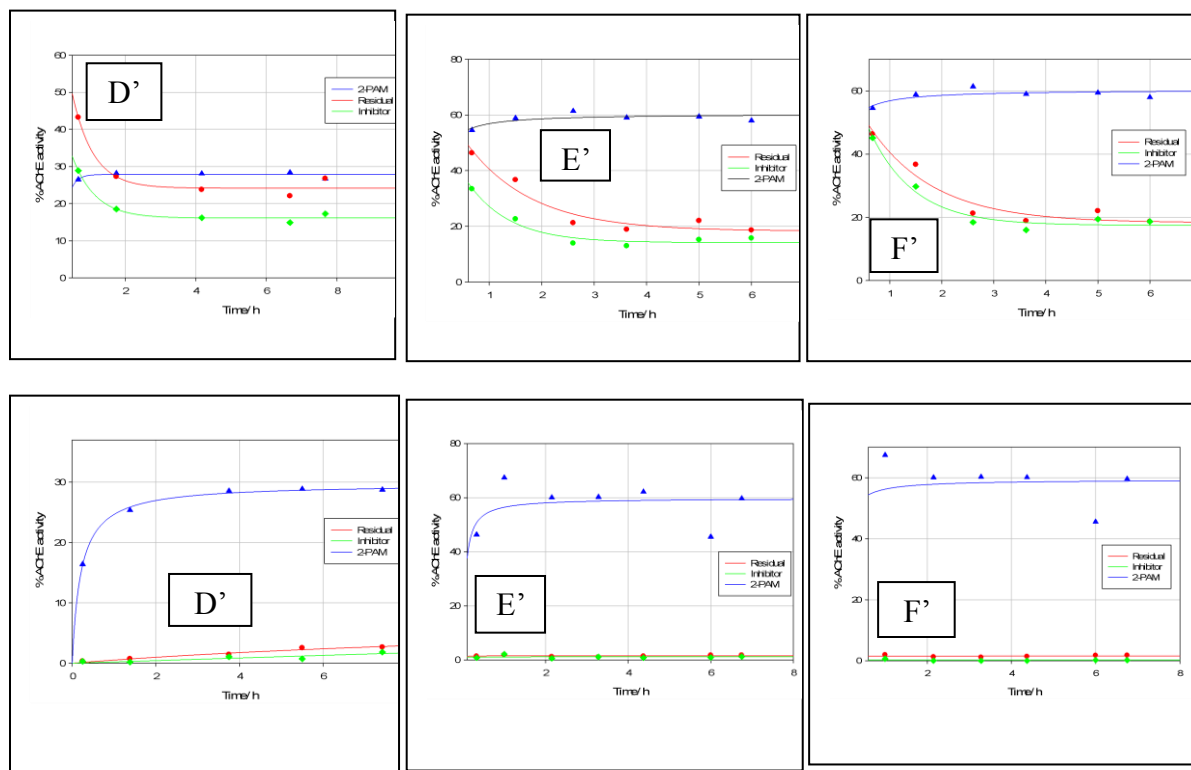 60
50
40
30
20
10
0
%AChE activity
D’
2-PAM
Residual
Inhibitor
2
4
6
8
Time/ h
80
60
40
20
0
%AChE activity
E’
Residual
Inhibitor
2-PAM
1
2
3
4
5
6
Time/ h
60
40
20
0
%AChE activity
F’
Residual
Inhibitor
2-PAM
1
2
3
4
5
6
Time/ h
30
20
10
0
%AChE activity
D’
Residual
Inhibitor
2-PAM
0
2
4
6
Time/ h
80
60
40
20
0
%AChE activity
E’
Residual
Inhibitor
2-PAM
0
2
4
6
8
Time/ h
60
40
20
0
%AChE activity
F’
Residual
Inhibitor
2-PAM
2
4
6
8
Time/ h